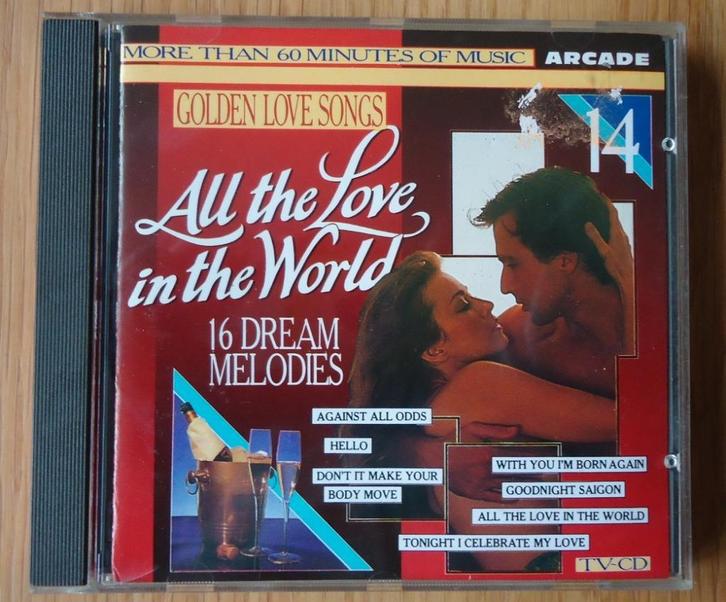 MORE THAN 60 MINUTES OF MUSIC ARCADE
GOLDEN LOVE SONGS
14
All the Love
in the World
16 DREAM
MELODIES
AGAINST ALL ODDS
HELLO
DON'T IT MAKE YOUR
BODY MOVE
WITH YOU I'M BORN AGAIN
GOODNIGHT SAIGON
ALL THE LOVE IN THE WORLD
TONIGHT I CELEBRATE MY LOVE
TV-CD